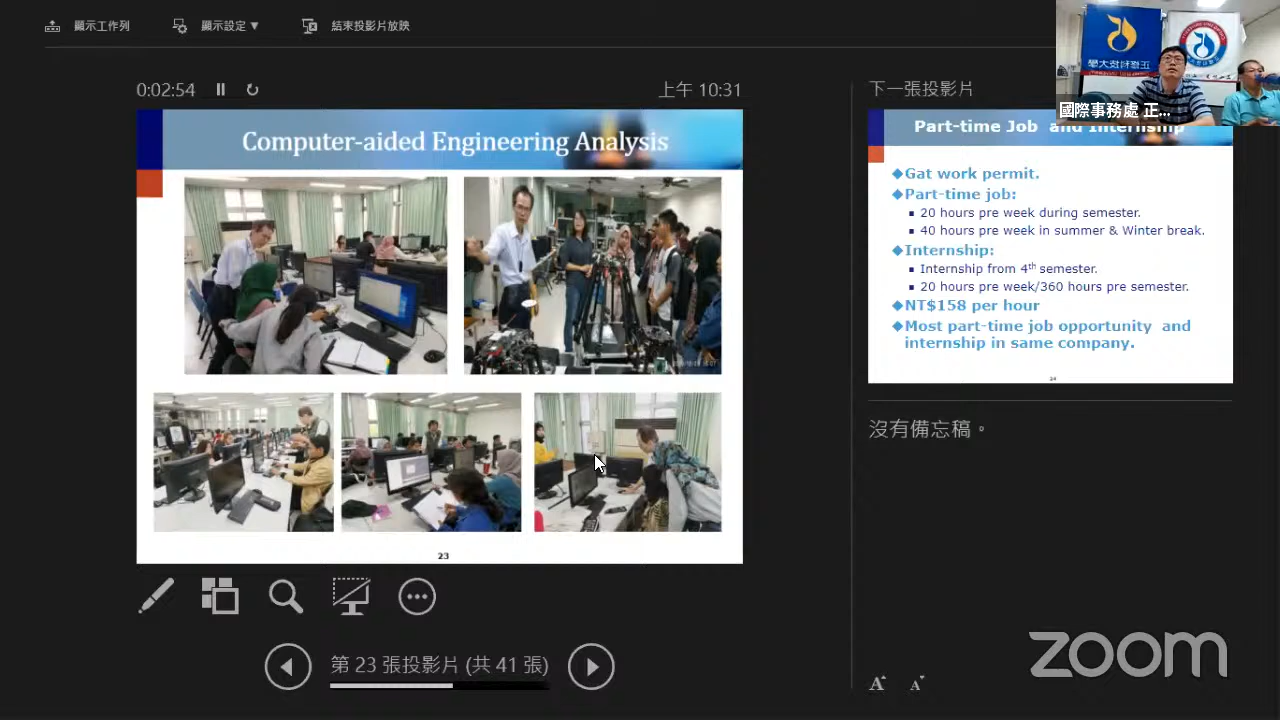 顯示工作列
顯示設定 ▼
結束投影片放映
0:02:54
上午 10:31
下一張投影片
國際事務處 正...
Computer-aided Engineering Analysis
23
Part-time Job and Internship
◆Gat work permit.
◆Part-time job:
▪ 20 hours pre week during semester.
▪ 40 hours pre week in summer & Winter break.
◆Internship:
▪ Internship from 4th semester.
▪ 20 hours pre week/360 hours pre semester.
◆NT$158 per hour
◆Most part-time job opportunity and
internship in same company.
24
沒有備忘稿。
第 23 張投影片 (共 41 張)
A A
zoom